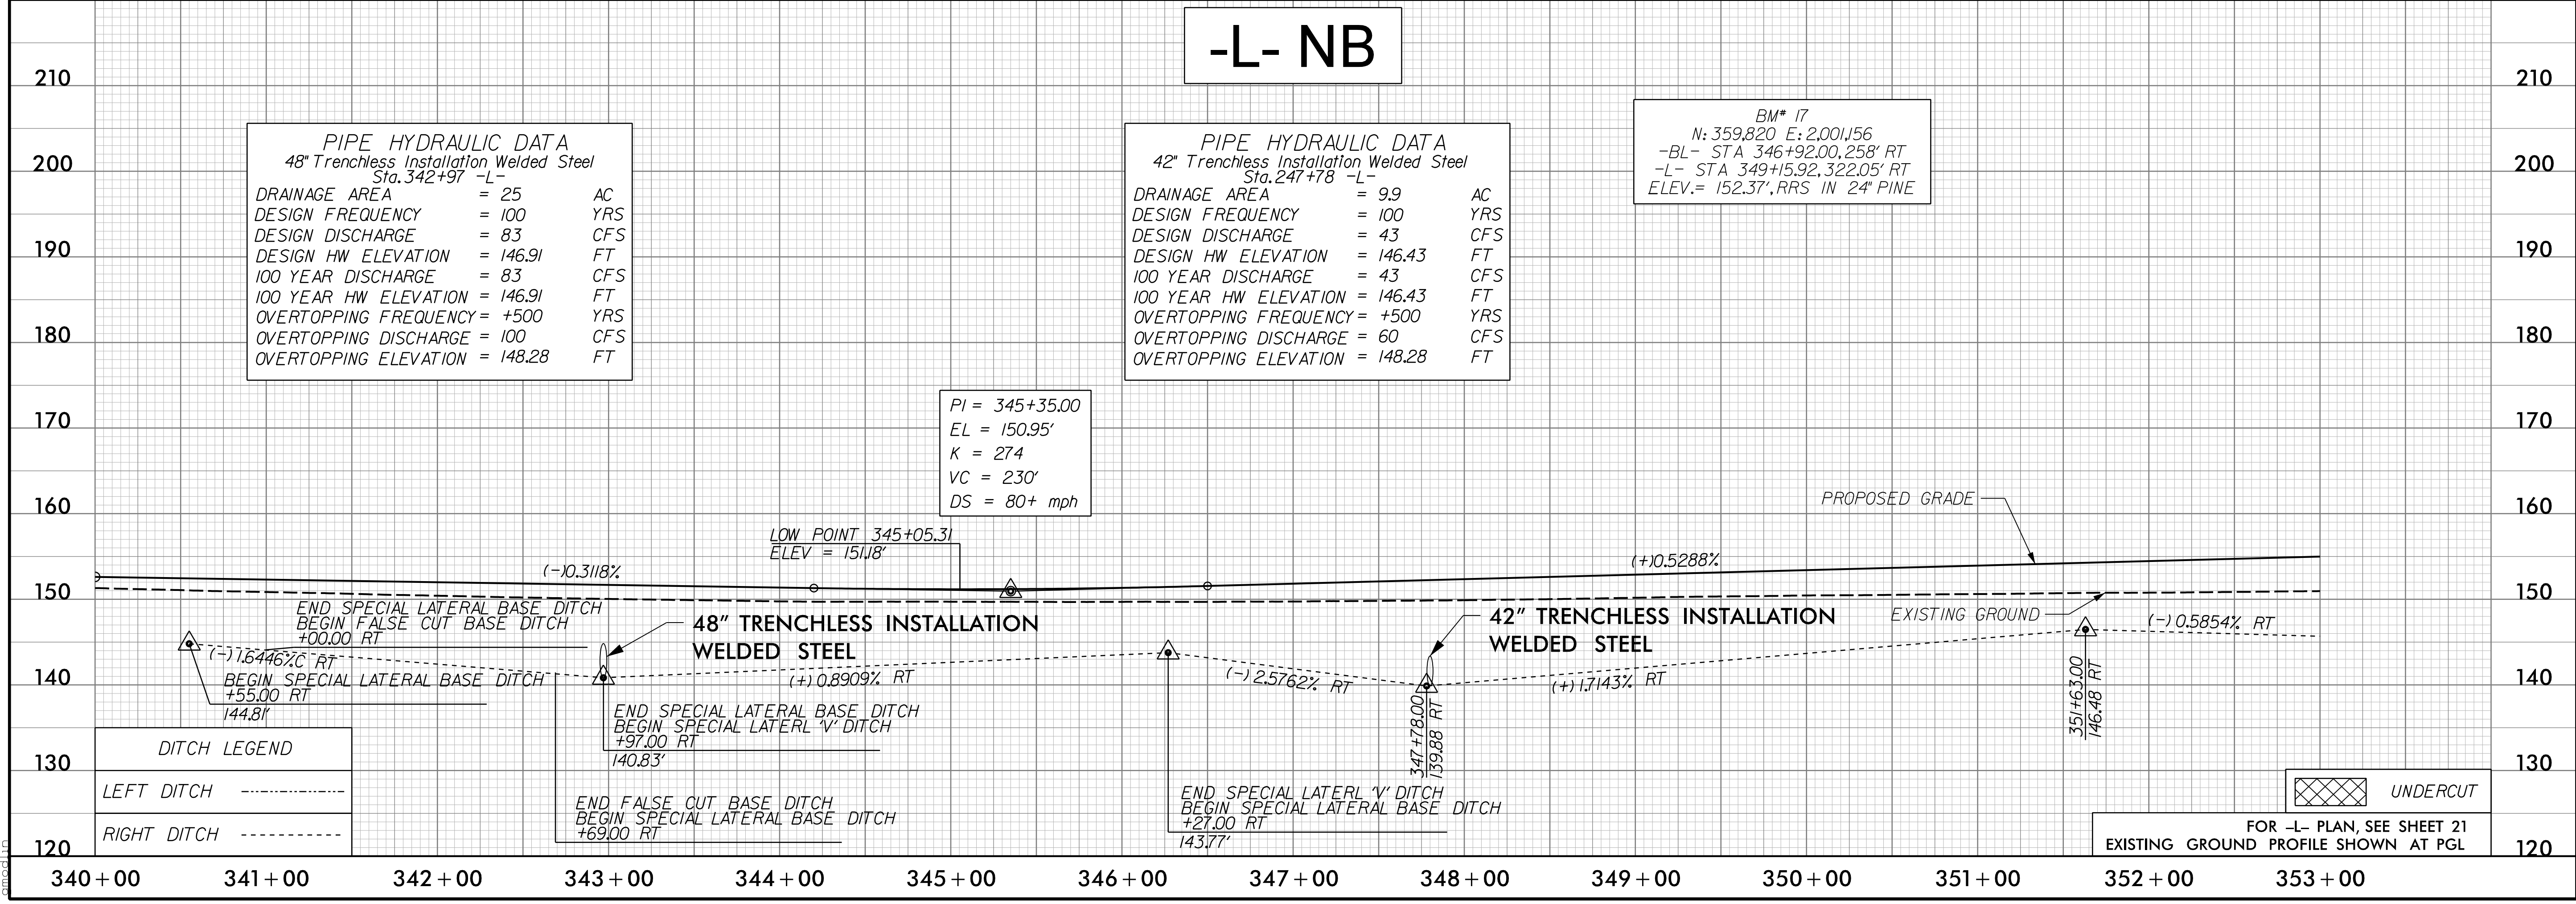 -L- NB
210
200
190
180
170
160
150
140
130
120
210
200
190
180
170
160
150
140
130
120
PIPE HYDRAULIC DATA
48" Trenchless Installation Welded Steel
Sta.342+97 -L-
DRAINAGE AREA = 25 AC
DESIGN FREQUENCY = 100 YRS
DESIGN DISCHARGE = 83 CFS
DESIGN HW ELEVATION = 146.91 FT
100 YEAR DISCHARGE = 83 CFS
100 YEAR HW ELEVATION = 146.91 FT
OVERTOPPING FREQUENCY = +500 YRS
OVERTOPPING DISCHARGE = 100 CFS
OVERTOPPING ELEVATION = 148.28 FT
PIPE HYDRAULIC DATA
42" Trenchless Installation Welded Steel
Sta.247+78 -L-
DRAINAGE AREA = 9.9 AC
DESIGN FREQUENCY = 100 YRS
DESIGN DISCHARGE = 43 CFS
DESIGN HW ELEVATION = 146.43 FT
100 YEAR DISCHARGE = 43 CFS
100 YEAR HW ELEVATION = 146.43 FT
OVERTOPPING FREQUENCY = +500 YRS
OVERTOPPING DISCHARGE = 60 CFS
OVERTOPPING ELEVATION = 148.28 FT
BM# 17
N: 359,820 E: 2,001,156
-BL- STA 346+92.00, 258' RT
-L- STA 349+15.92, 322.05' RT
ELEV.= 152.37', RRS IN 24" PINE
PI = 345+35.00
EL = 150.95'
K = 274
VC = 230'
DS = 80+ mph
LOW POINT 345+05.31
ELEV = 151.18'
(-)0.3118%
(+)0.5288%
PROPOSED GRADE
EXISTING GROUND
END SPECIAL LATERAL BASE DITCH
BEGIN FALSE CUT BASE DITCH
+00.00 RT
(-)1.6446%C RT
BEGIN SPECIAL LATERAL BASE DITCH
+55.00 RT
144.81'
48" TRENCHLESS INSTALLATION
WELDED STEEL
(+)0.8909% RT
END SPECIAL LATERAL BASE DITCH
BEGIN SPECIAL LATERL 'V' DITCH
+97.00 RT
140.83'
END FALSE CUT BASE DITCH
BEGIN SPECIAL LATERAL BASE DITCH
+69.00 RT
(-)2.5762% RT
END SPECIAL LATERL 'V' DITCH
BEGIN SPECIAL LATERAL BASE DITCH
+27.00 RT
143.77'
42" TRENCHLESS INSTALLATION
WELDED STEEL
347+78.00
139.88 RT
(+)1.7143% RT
351+63.00
146.48 RT
(-)0.5854% RT
DITCH LEGEND
LEFT DITCH
RIGHT DITCH
UNDERCUT
FOR -L- PLAN, SEE SHEET 21
EXISTING GROUND PROFILE SHOWN AT PGL
340+00 341+00 342+00 343+00 344+00 345+00 346+00 347+00 348+00 349+00 350+00 351+00 352+00 353+00
amodlin